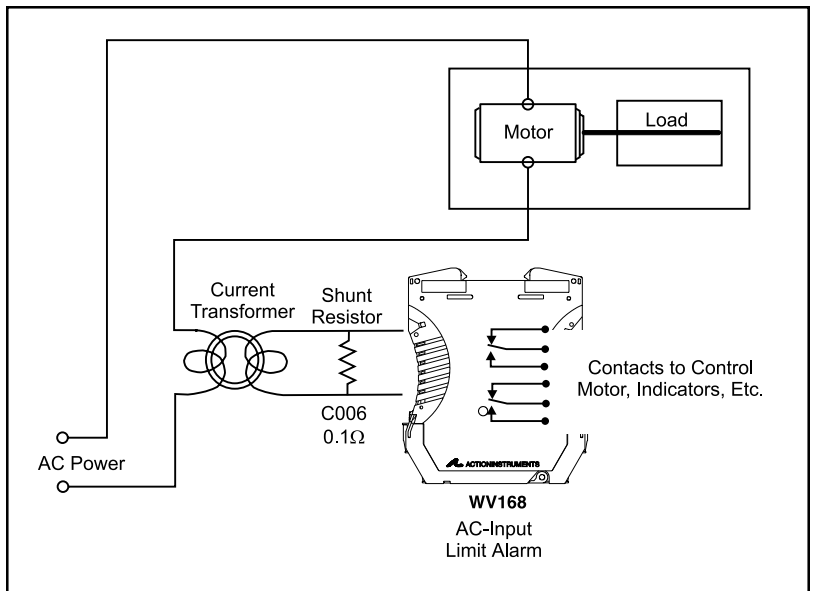 Motor
Load
Current
Transformer
Shunt
Resistor
C006
0.1Ω
Contacts to Control
Motor, Indicators, Etc.
AC Power
ACTIONINSTRUMENTS
WV168
AC-Input
Limit Alarm